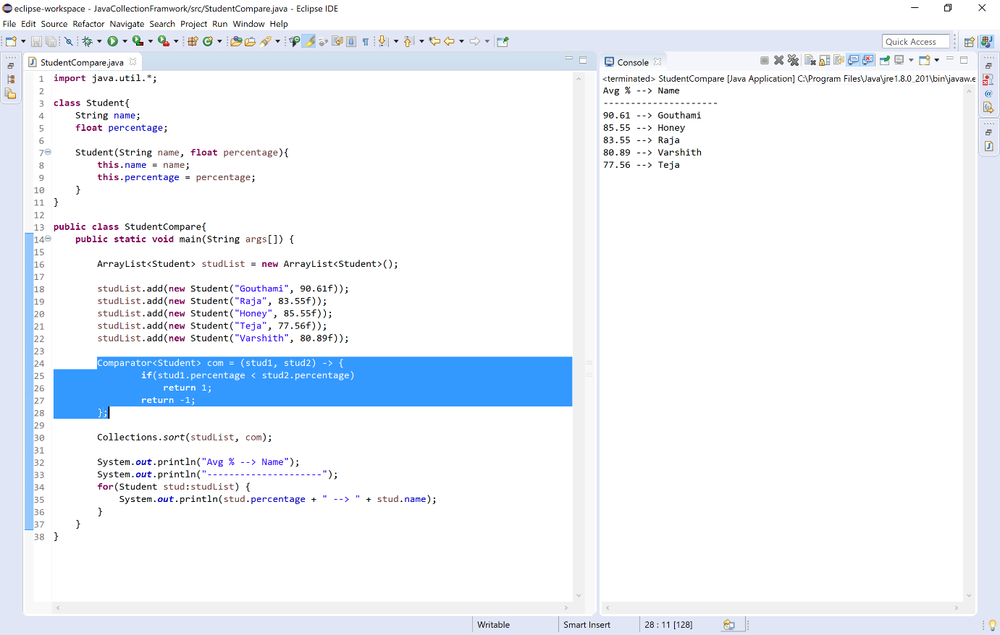 eclipse-workspace - JavaCollectionFramwork/src/StudentCompare.java - Eclipse IDE
File Edit Source Refactor Navigate Search Project Run Window Help
Quick Access
StudentCompare.java
1 import java.util.*;
2
3 class Student{
4 String name;
5 float percentage;
6
7 Student(String name, float percentage){
8 this.name = name;
9 this.percentage = percentage;
10 }
11 }
12
13 public class StudentCompare{
14 public static void main(String args[]) {
15
16 ArrayList<Student> studList = new ArrayList<Student>();
17
18 studList.add(new Student("Gouthami", 90.61f));
19 studList.add(new Student("Raja", 83.55f));
20 studList.add(new Student("Honey", 85.55f));
21 studList.add(new Student("Teja", 77.56f));
22 studList.add(new Student("Varshith", 80.89f));
23
24 Comparator<Student> com = (stud1, stud2) -> {
25 if(stud1.percentage < stud2.percentage)
26 return 1;
27 return -1;
28 };
29
30 Collections.sort(studList, com);
31
32 System.out.println("Avg % --> Name");
33 System.out.println("---------------------");
34 for(Student stud:studList) {
35 System.out.println(stud.percentage + " --> " + stud.name);
36 }
37 }
38 }
Console
<terminated> StudentCompare [Java Application] C:\Program Files\Java\jre1.8.0_201\bin\javaw.e
Avg % --> Name
---------------------
90.61 --> Gouthami
85.55 --> Honey
83.55 --> Raja
80.89 --> Varshith
77.56 --> Teja
Writable
Smart Insert
28 : 11 [128]